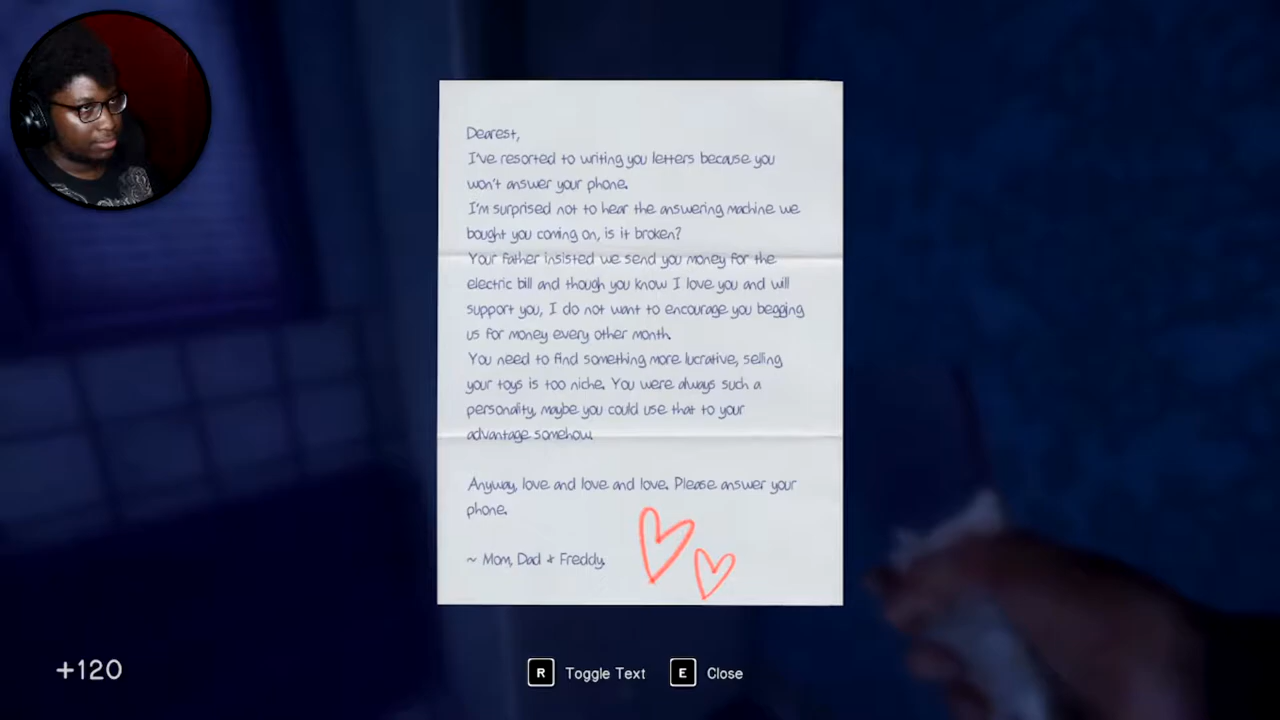 Dearest,
I've resorted to writing you letters because you
won't answer your phone.
I'm surprised not to hear the answering machine we
bought you coming on, is it broken?
Your father insisted we send you money for the
electric bill and though you know I love you and will
support you, I do not want to encourage you begging
us for money every other month.
You need to find something more lucrative, selling
your toys is too niche. You were always such a
personality, maybe you could use that to your
advantage somehow.
Anyway, love and love and love. Please answer your
phone.
~ Mom, Dad + Freddy
+120
R Toggle Text E Close